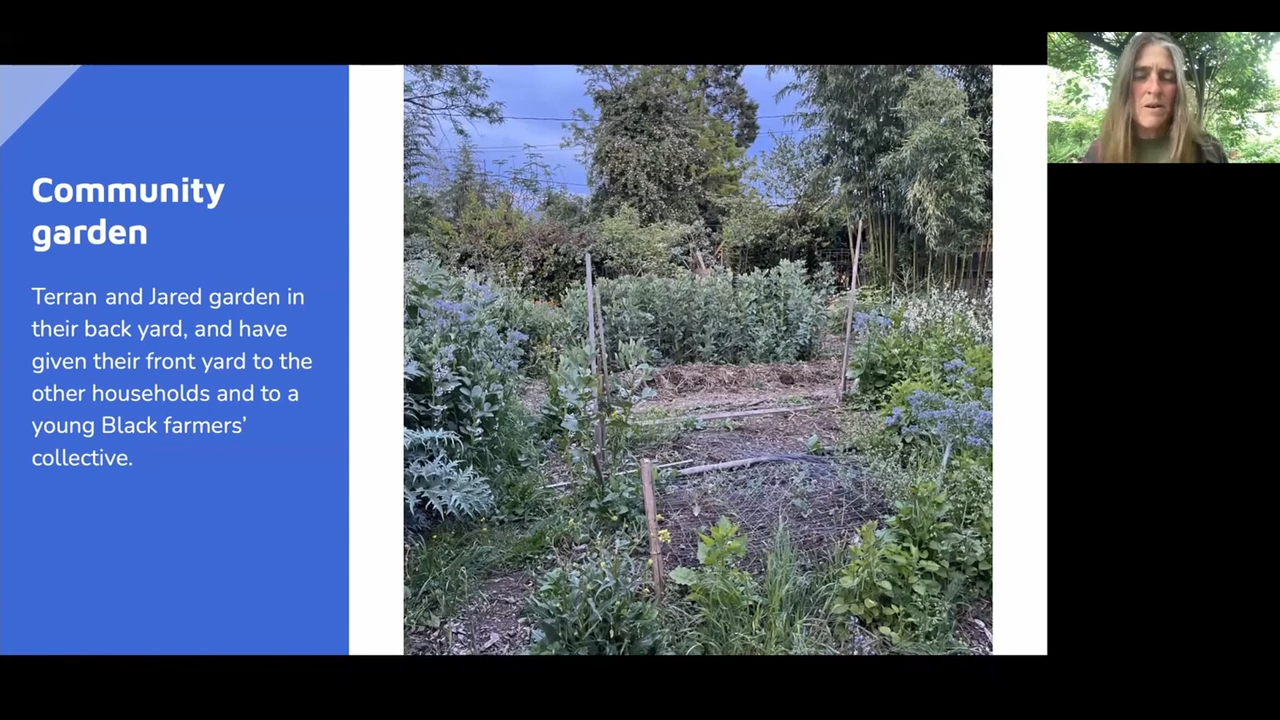 Community
garden
Terran and Jared garden in
their back yard, and have
given their front yard to the
other households and to a
young Black farmers’
collective.